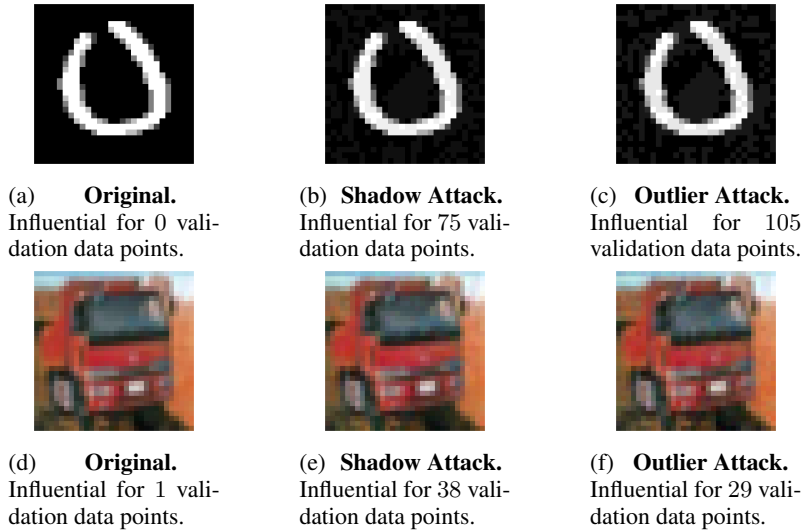 (a) Original.
Influential for 0 vali-
dation data points.
(b) Shadow Attack.
Influential for 75 vali-
dation data points.
(c) Outlier Attack.
Influential for 105
validation data points.
(d) Original.
Influential for 1 vali-
dation data points.
(e) Shadow Attack.
Influential for 38 vali-
dation data points.
(f) Outlier Attack.
Influential for 29 vali-
dation data points.